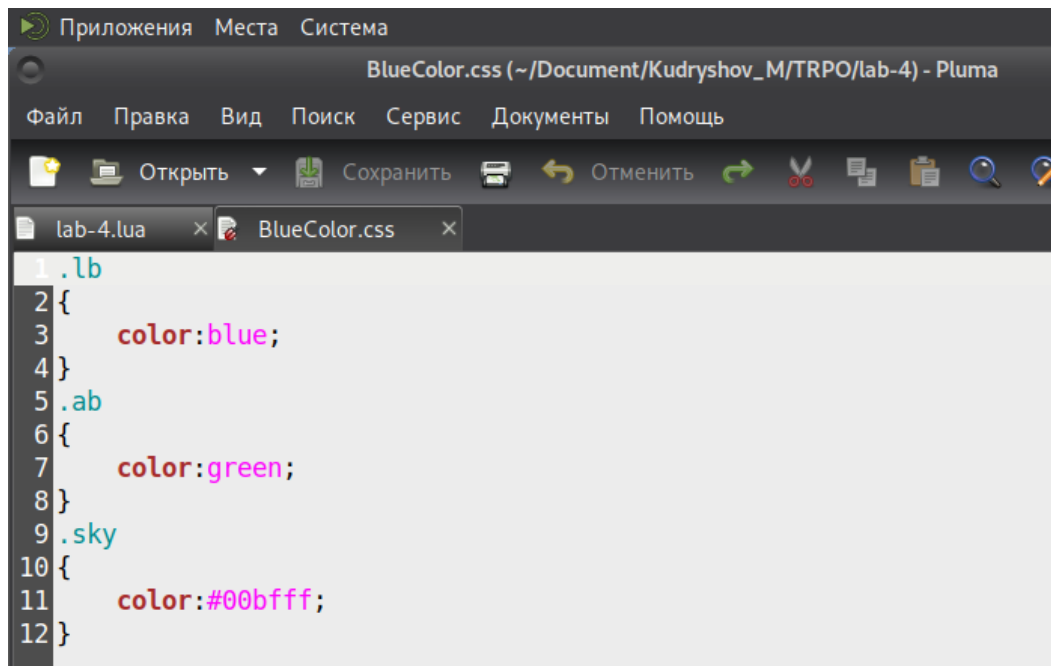 Приложения Места Система
BlueColor.css (~/Document/Kudryshov_M/TRPO/lab-4) - Pluma
Файл Правка Вид Поиск Сервис Документы Помощь
Открыть Сохранить Отменить
lab-4.lua × BlueColor.css ×
1 .lb
2 {
3 color:blue;
4 }
5 .ab
6 {
7 color:green;
8 }
9 .sky
10 {
11 color:#00bfff;
12 }